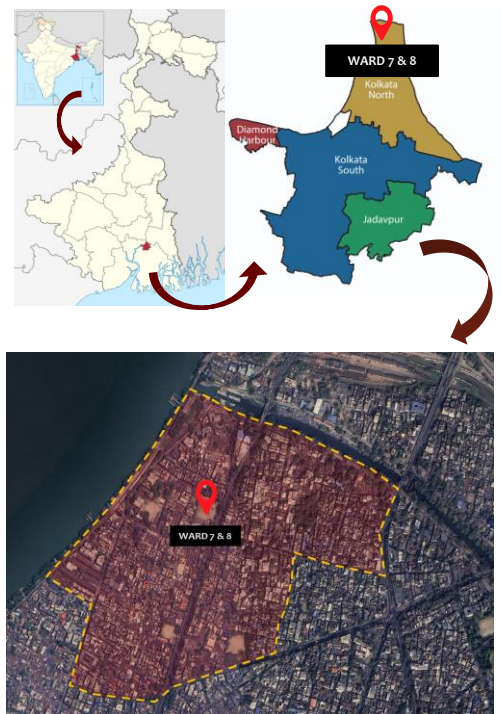 WARD 7 & 8
Kolkata
North
Diamond
Harbour
Kolkata
South
Jadavpur
WARD 7 & 8